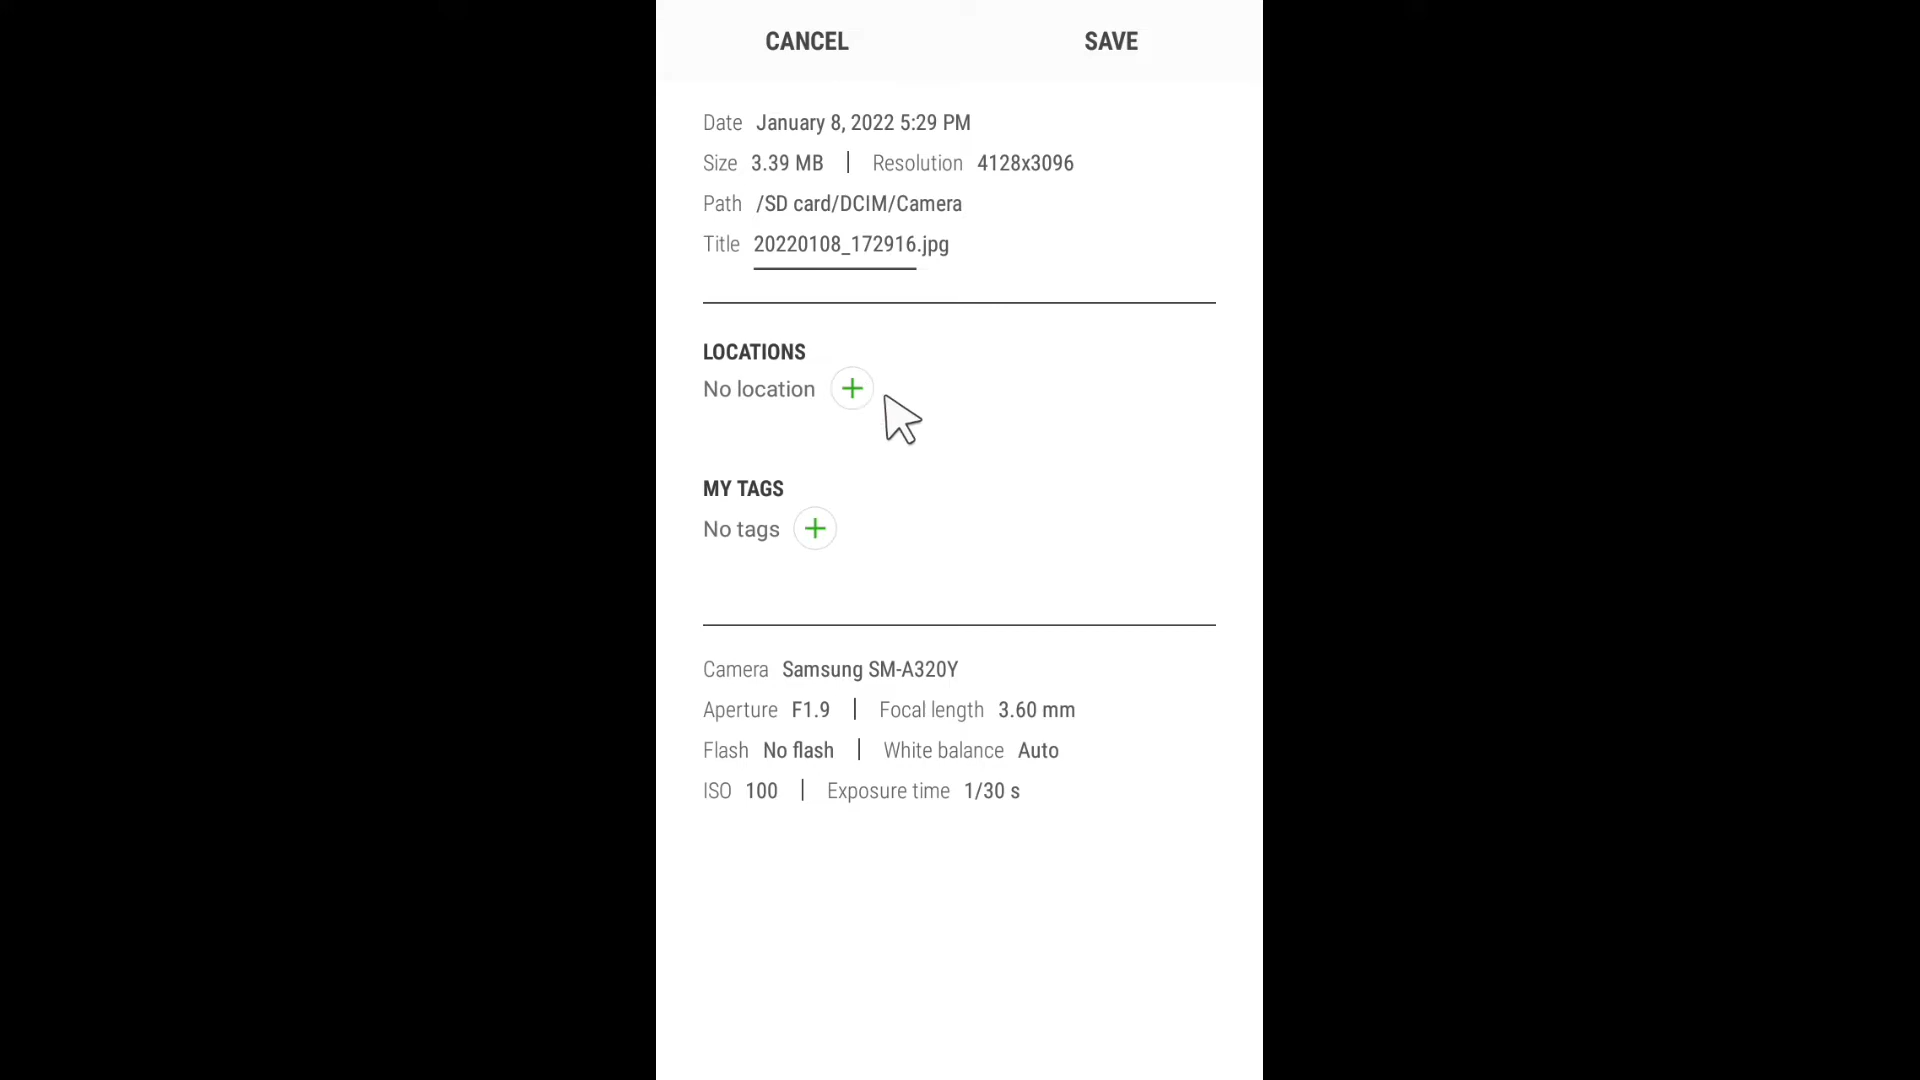 CANCEL SAVE
Date January 8, 2022 5:29 PM
Size 3.39 MB | Resolution 4128x3096
Path /SD card/DCIM/Camera
Title 20220108_172916.jpg
LOCATIONS
No location +
MY TAGS
No tags +
Camera Samsung SM-A320Y
Aperture F1.9 | Focal length 3.60 mm
Flash No flash | White balance Auto
ISO 100 | Exposure time 1/30 s